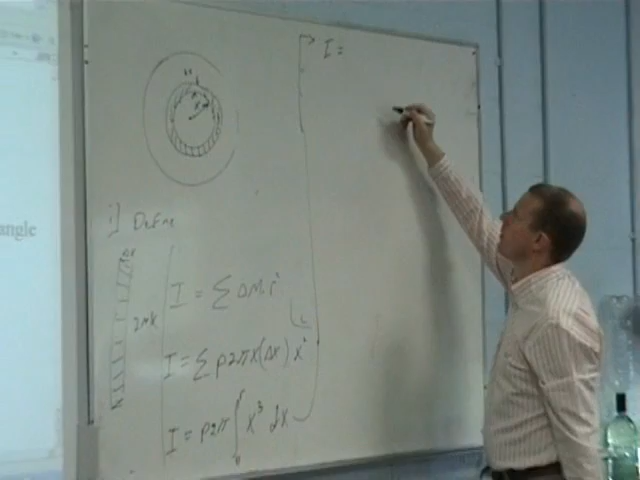 angle
i] Define
2πx
I = Σ Δm r²
I = Σ ρ2πx(Δx) x²
I = ρ2π ∫ x³ dx
I =